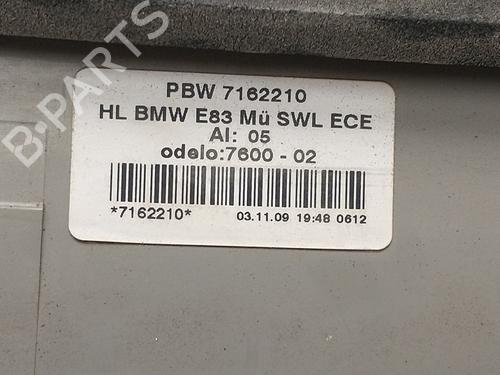 PBW 7162210
HL BMW E83 Mü SWL ECE
AI: 05
odelo:7600 - 02
*7162210* 03.11.09 19:48 0612
B-PARTS
B-PARTS